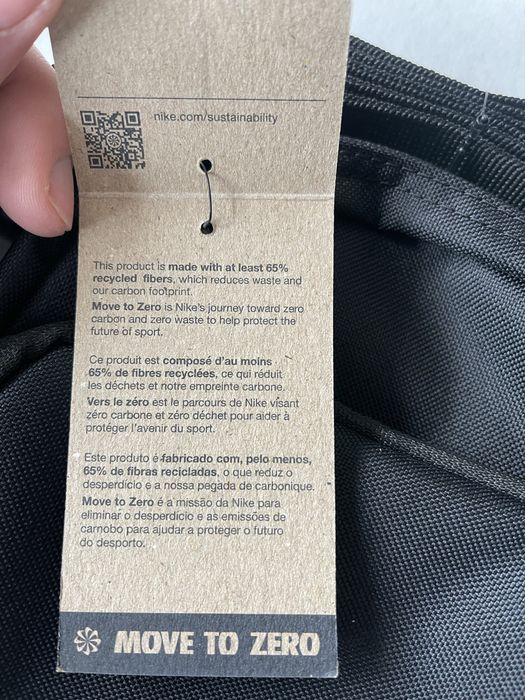 nike.com/sustainability
This product is made with at least 65%
recycled fibers, which reduces waste and
our carbon footprint.
Move to Zero is Nike's journey toward zero
carbon and zero waste to help protect the
future of sport.
Ce produit est composé d'au moins
65% de fibres recyclées, ce qui réduit
les déchets et notre empreinte carbone.
Vers le zéro est le parcours de Nike visant
zéro carbone et zéro déchet pour aider à
protéger l'avenir du sport.
Este produto é fabricado com, pelo menos,
65% de fibras recicladas, o que reduz o
desperdício e a nossa pegada de carbonique.
Move to Zero é a missão da Nike para
eliminar o desperdício e as emissões de
carnobo para ajudar a proteger o futuro
do desporto.
MOVE TO ZERO